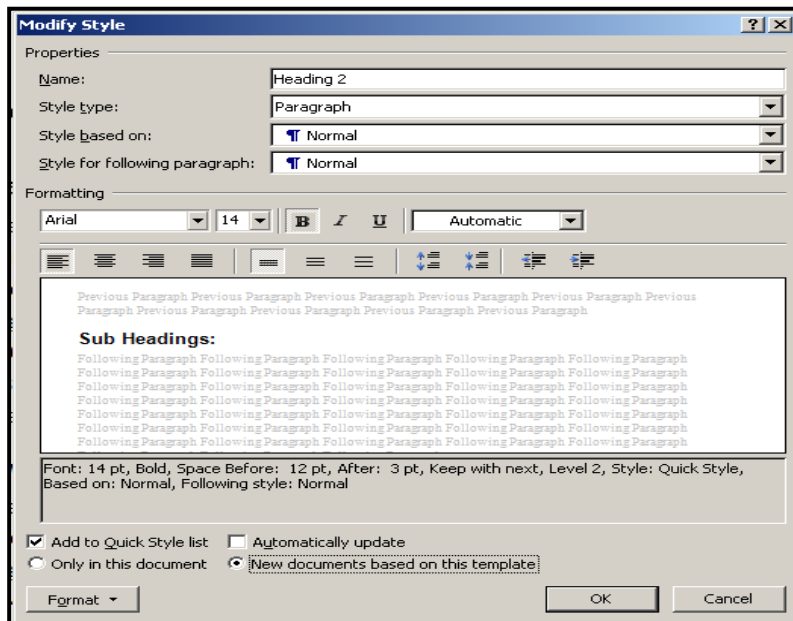 Modify Style
Properties
Name: Heading 2
Style type: Paragraph
Style based on: ¶ Normal
Style for following paragraph: ¶ Normal
Formatting
Arial 14 B I U Automatic
Previous Paragraph Previous Paragraph Previous Paragraph Previous Paragraph Previous Paragraph Previous
Paragraph Previous Paragraph Previous Paragraph Previous Paragraph Previous Paragraph
Sub Headings:
Following Paragraph Following Paragraph Following Paragraph Following Paragraph Following Paragraph
Following Paragraph Following Paragraph Following Paragraph Following Paragraph Following Paragraph
Following Paragraph Following Paragraph Following Paragraph Following Paragraph Following Paragraph
Following Paragraph Following Paragraph Following Paragraph Following Paragraph Following Paragraph
Following Paragraph Following Paragraph Following Paragraph Following Paragraph Following Paragraph
Following Paragraph Following Paragraph Following Paragraph Following Paragraph Following Paragraph
Following Paragraph Following Paragraph Following Paragraph Following Paragraph Following Paragraph
Font: 14 pt, Bold, Space Before: 12 pt, After: 3 pt, Keep with next, Level 2, Style: Quick Style,
Based on: Normal, Following style: Normal
Add to Quick Style list Automatically update
Only in this document New documents based on this template
Format OK Cancel